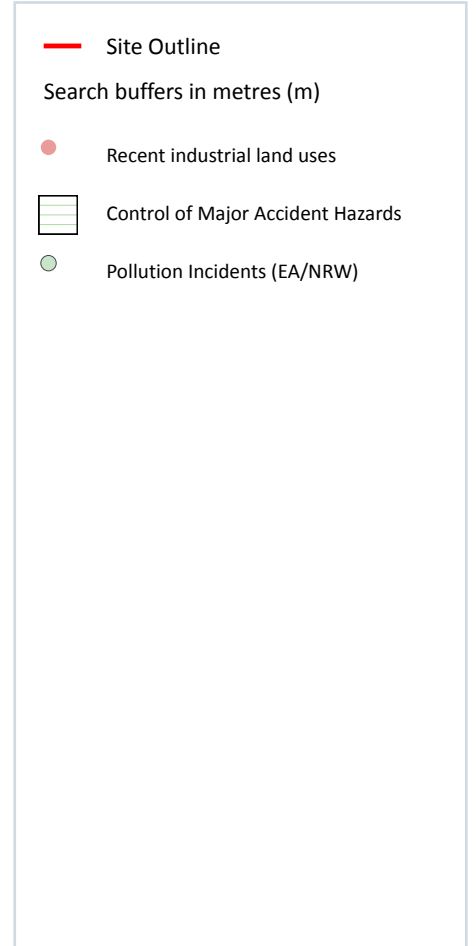 Site Outline
Search buffers in metres (m)
Recent industrial land uses
Control of Major Accident Hazards
Pollution Incidents (EA/NRW)